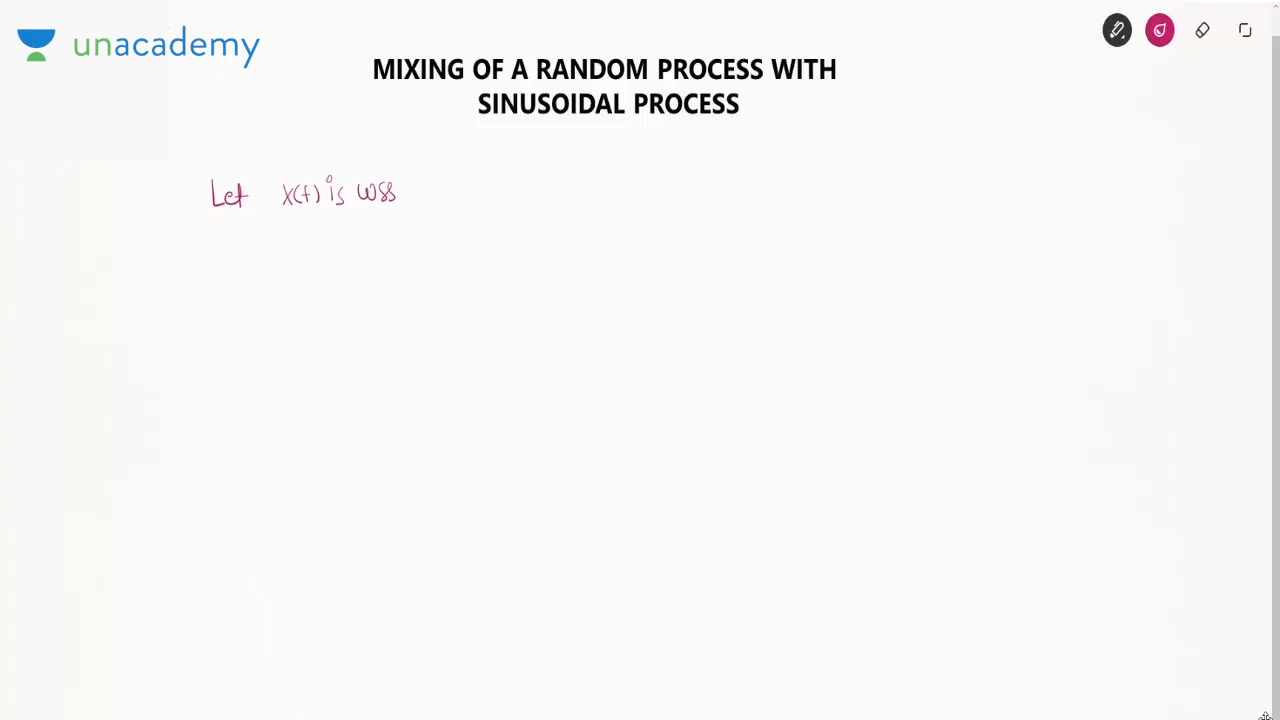 unacademy
MIXING OF A RANDOM PROCESS WITH
SINUSOIDAL PROCESS
Let X(t) is WSS